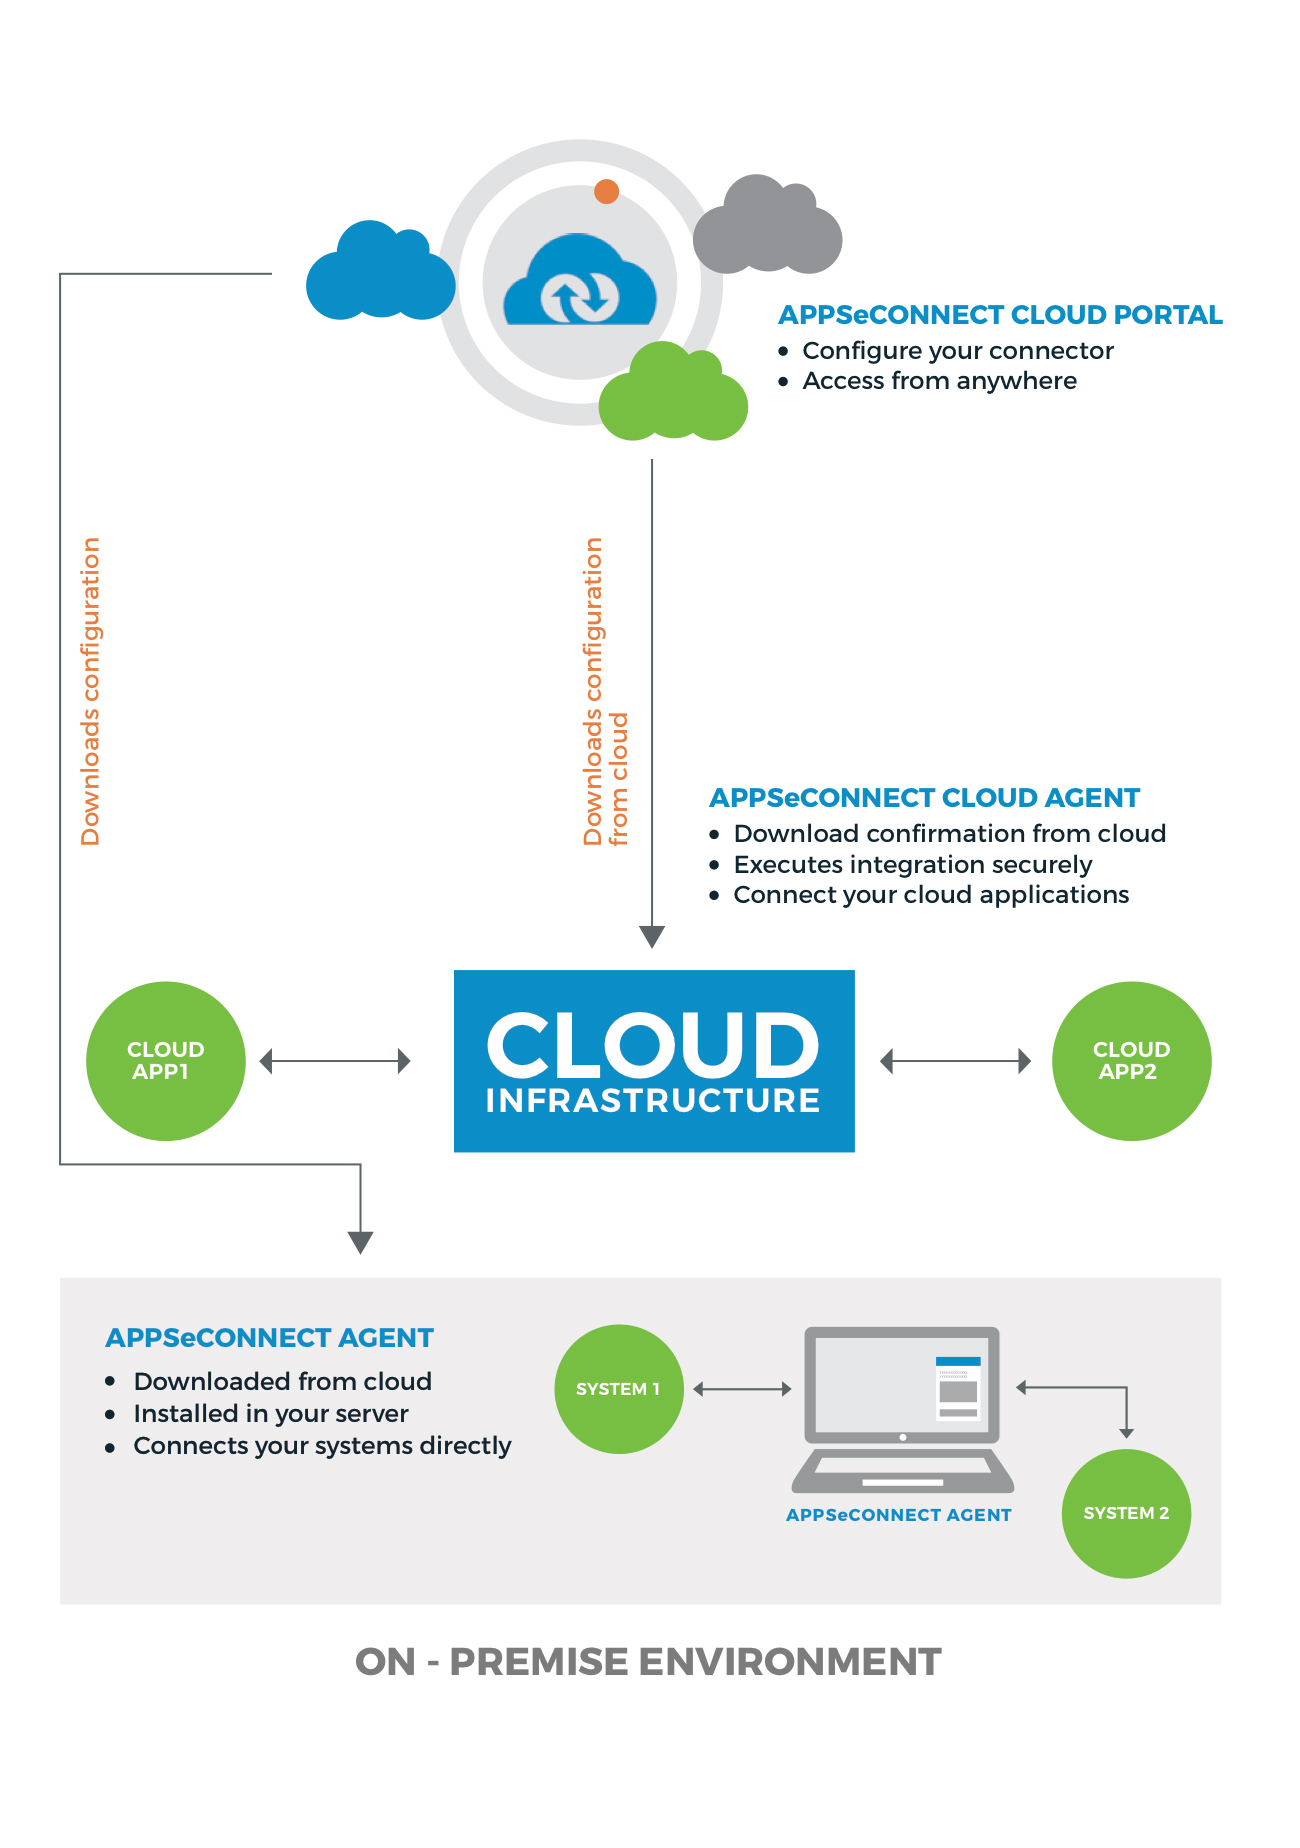 APPSeCONNECT CLOUD PORTAL
• Configure your connector
• Access from anywhere
Downloads configuration
Downloads configuration
from cloud
APPSeCONNECT CLOUD AGENT
• Download confirmation from cloud
• Executes integration securely
• Connect your cloud applications
CLOUD
APP1
CLOUD
INFRASTRUCTURE
CLOUD
APP2
APPSeCONNECT AGENT
• Downloaded from cloud
• Installed in your server
• Connects your systems directly
SYSTEM 1
APPSeCONNECT AGENT
SYSTEM 2
ON - PREMISE ENVIRONMENT